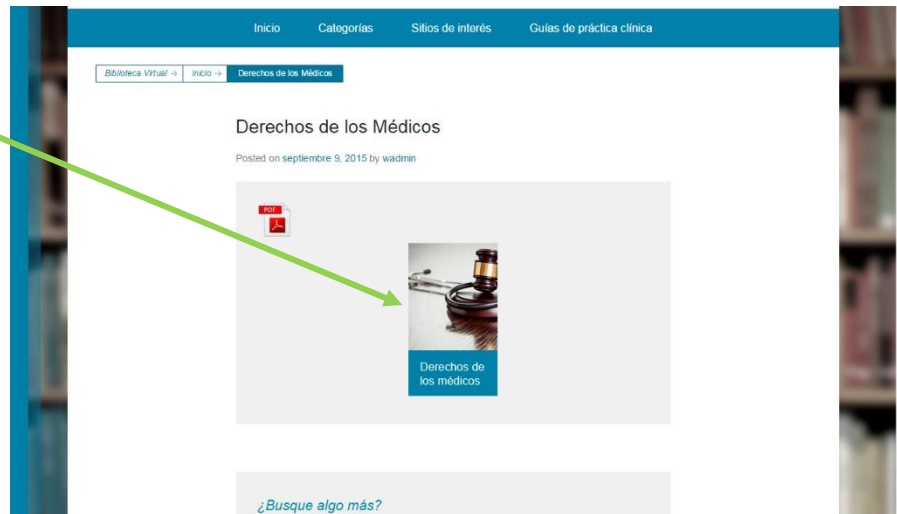 Inicio Categorías Sitios de interés Guías de práctica clínica
Biblioteca Virtual → Inicio → Derechos de los Médicos
Derechos de los Médicos
Posted on septiembre 9, 2015 by wadmin
PDF
Derechos de
los médicos
¿Busque algo más?